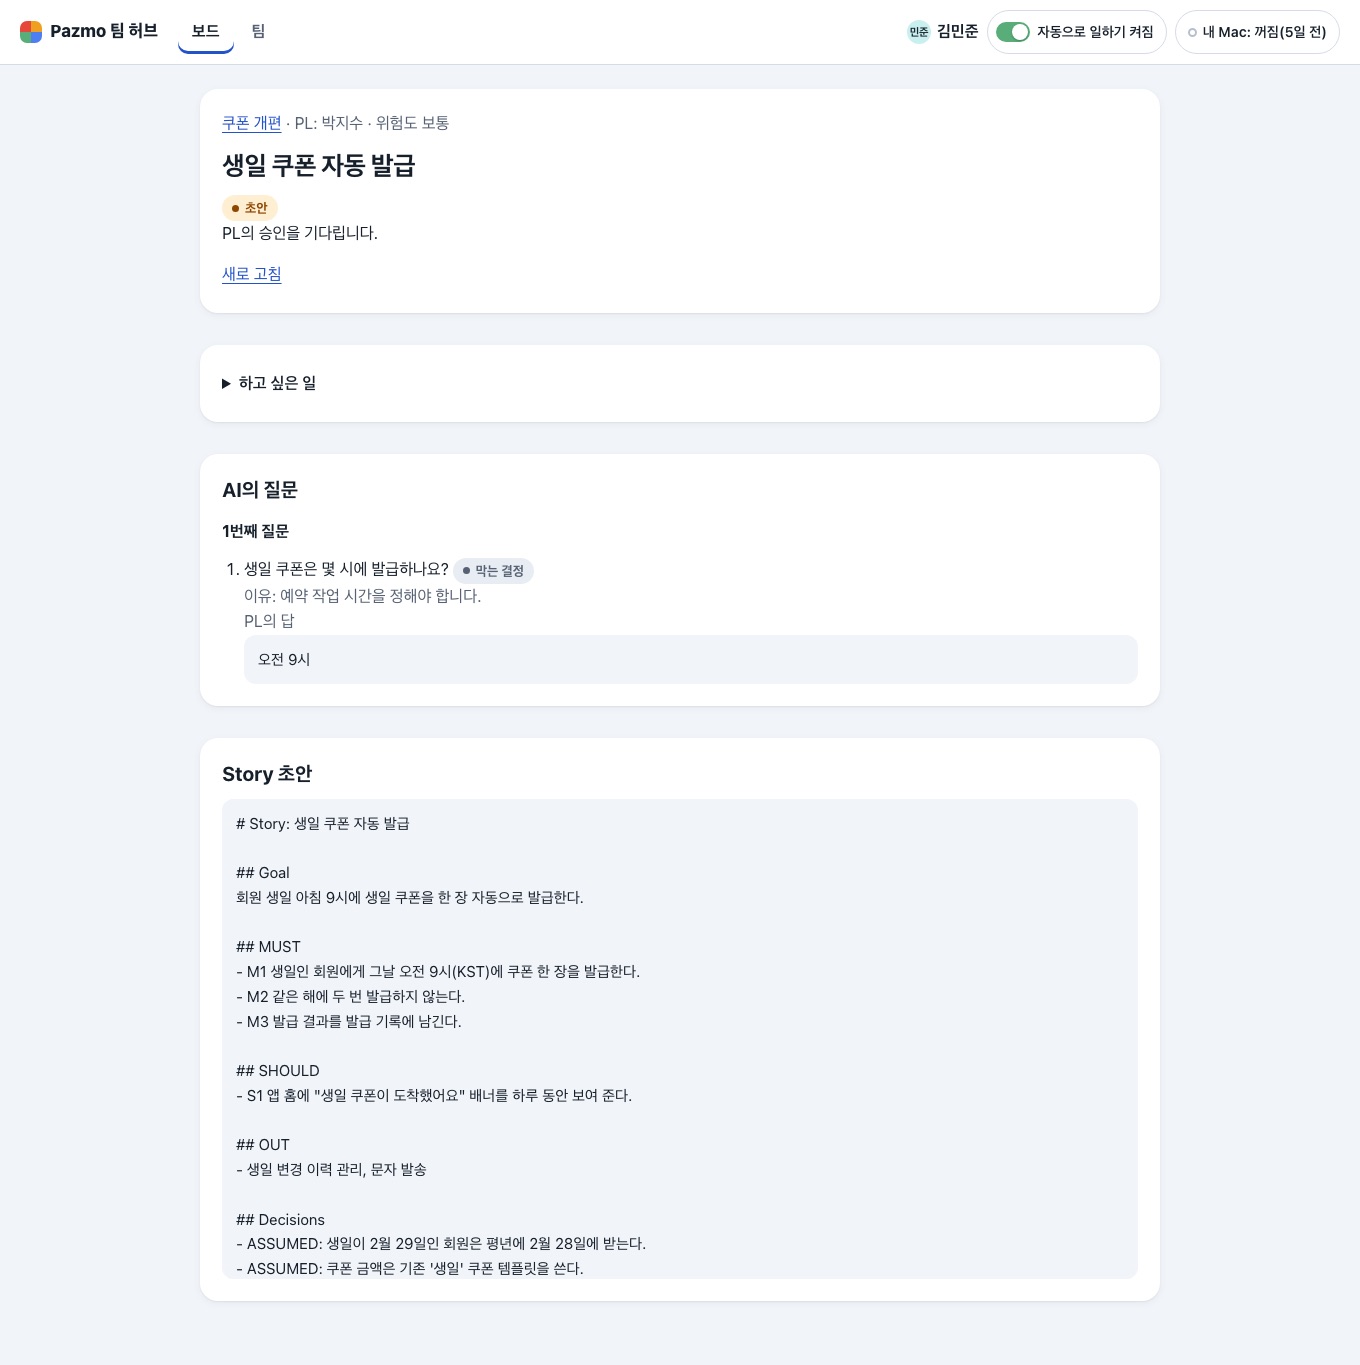 Pazmo 팀 허브
보드
팀
민준 김민준
자동으로 일하기 켜짐
내 Mac: 꺼짐(5일 전)
쿠폰 개편 · PL: 박지수 · 위험도 보통
생일 쿠폰 자동 발급
초안
PL의 승인을 기다립니다.
새로 고침
하고 싶은 일
AI의 질문
1번째 질문
1. 생일 쿠폰은 몇 시에 발급하나요? 막는 결정
이유: 예약 작업 시간을 정해야 합니다.
PL의 답
오전 9시
Story 초안
# Story: 생일 쿠폰 자동 발급
## Goal
회원 생일 아침 9시에 생일 쿠폰을 한 장 자동으로 발급한다.
## MUST
- M1 생일인 회원에게 그날 오전 9시(KST)에 쿠폰 한 장을 발급한다.
- M2 같은 해에 두 번 발급하지 않는다.
- M3 발급 결과를 발급 기록에 남긴다.
## SHOULD
- S1 앱 홈에 "생일 쿠폰이 도착했어요" 배너를 하루 동안 보여 준다.
## OUT
- 생일 변경 이력 관리, 문자 발송
## Decisions
- ASSUMED: 생일이 2월 29일인 회원은 평년에 2월 28일에 받는다.
- ASSUMED: 쿠폰 금액은 기존 '생일' 쿠폰 템플릿을 쓴다.